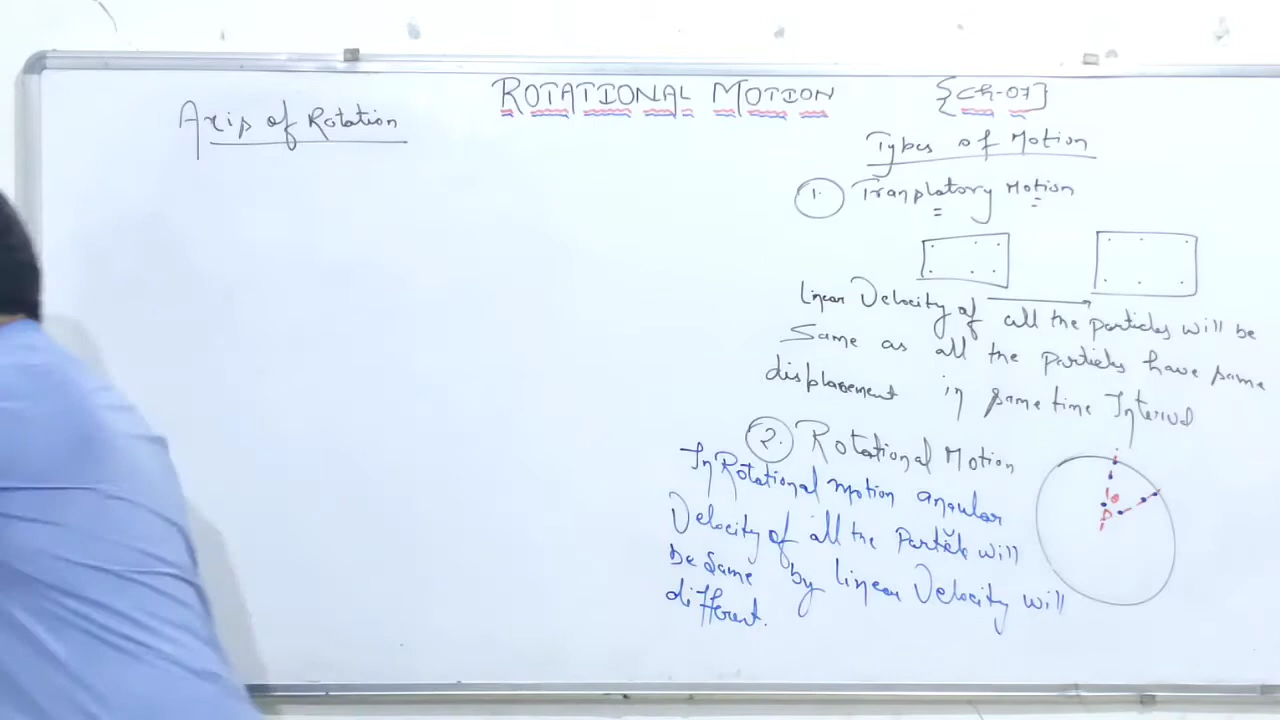 ROTATIONAL MOTION {Ch-07}
Axis of Rotation
Types of Motion
1. Translatory Motion
Linear Velocity of all the particles will be
Same as all the particles have same
displacement in same time Interval
2. Rotational Motion
In Rotational motion angular
Velocity of all the Particle will
be same by linear Velocity will
different.
θ